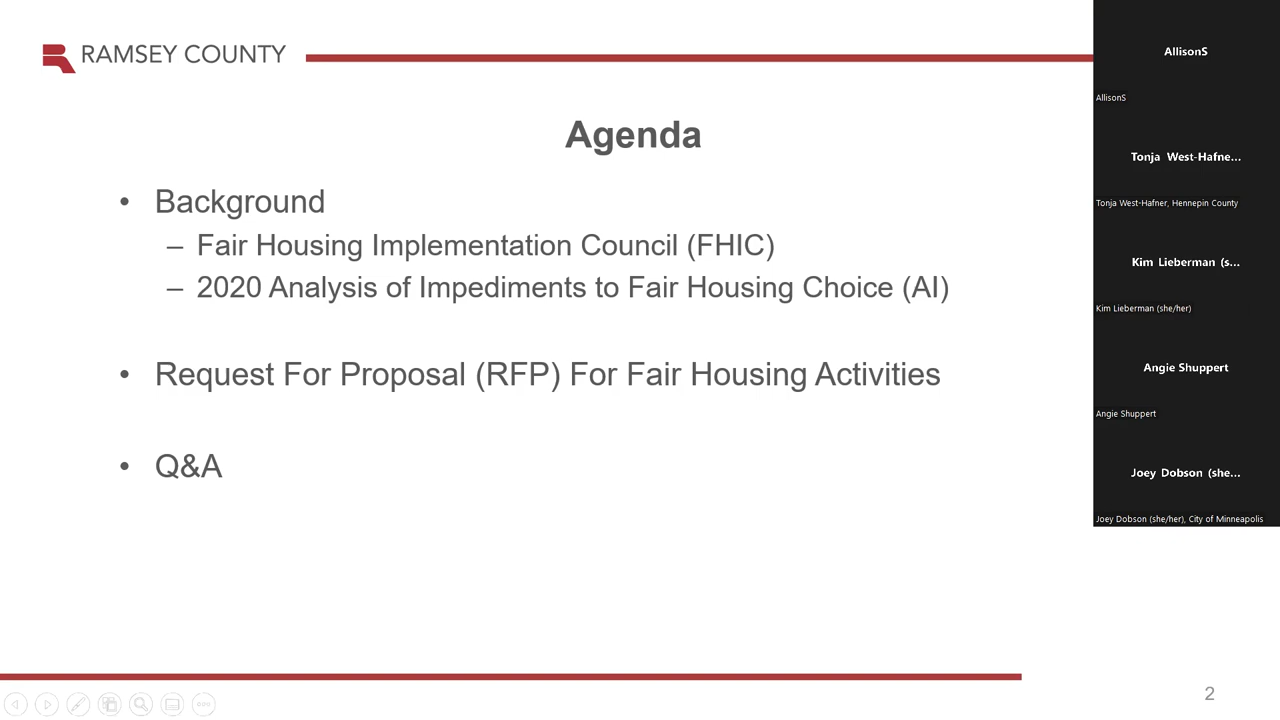 RAMSEY COUNTY
Agenda
• Background
– Fair Housing Implementation Council (FHIC)
– 2020 Analysis of Impediments to Fair Housing Choice (AI)
• Request For Proposal (RFP) For Fair Housing Activities
• Q&A
2
AllisonS
AllisonS
Tonja West-Hafne...
Tonja West-Hafner, Hennepin County
Kim Lieberman (s...
Kim Lieberman (she/her)
Angie Shuppert
Angie Shuppert
Joey Dobson (she...
Joey Dobson (she/her), City of Minneapolis